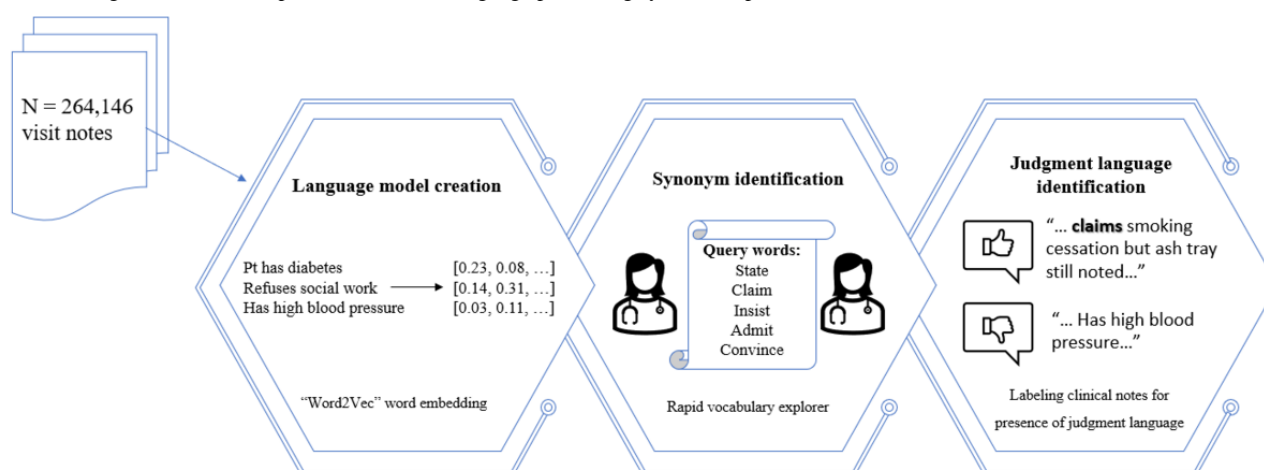 N = 264,146
visit notes
Language model creation
Pt has diabetes [0.23, 0.08, …]
Refuses social work [0.14, 0.31, …]
Has high blood pressure [0.03, 0.11, …]
“Word2Vec” word embedding
Synonym identification
Query words:
State
Claim
Insist
Admit
Convince
Rapid vocabulary explorer
Judgment language
identification
“... claims smoking
cessation but ash tray
still noted...”
“... Has high blood
pressure...”
Labeling clinical notes for
presence of judgment language